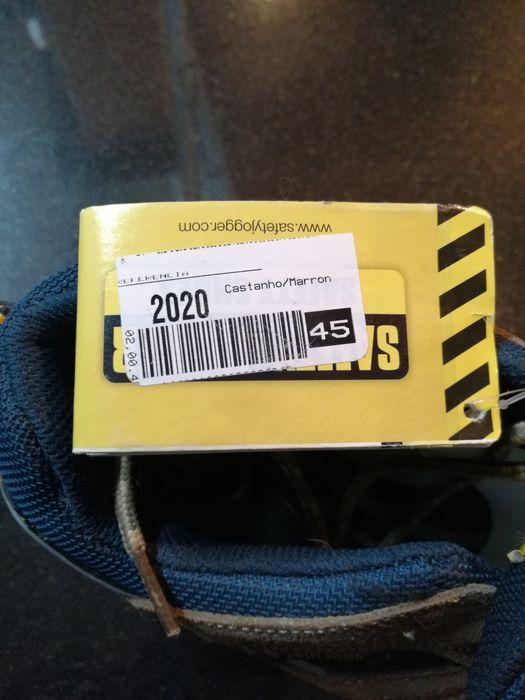 www.safetyjogger.com
REFERENCIA
2020
Castanho/Marron
45